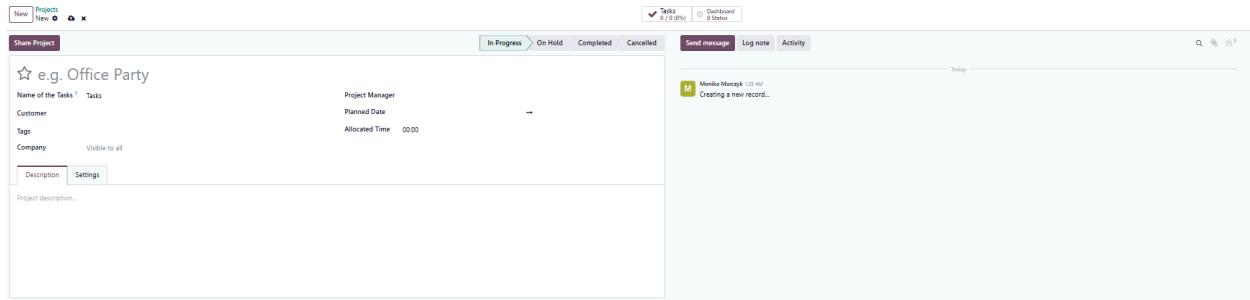 New
Projects
New
Tasks
0 / 0 (0%)
Dashboard
0 Status
Share Project
In Progress
On Hold
Completed
Cancelled
Send message
Log note
Activity
0
e.g. Office Party
Name of the Tasks ? Tasks
Customer
Tags
Company Visible to all
Project Manager
Planned Date →
Allocated Time 00:00
Description
Settings
Project description...
Today
M
Monika Marczyk 1:25 AM
Creating a new record...